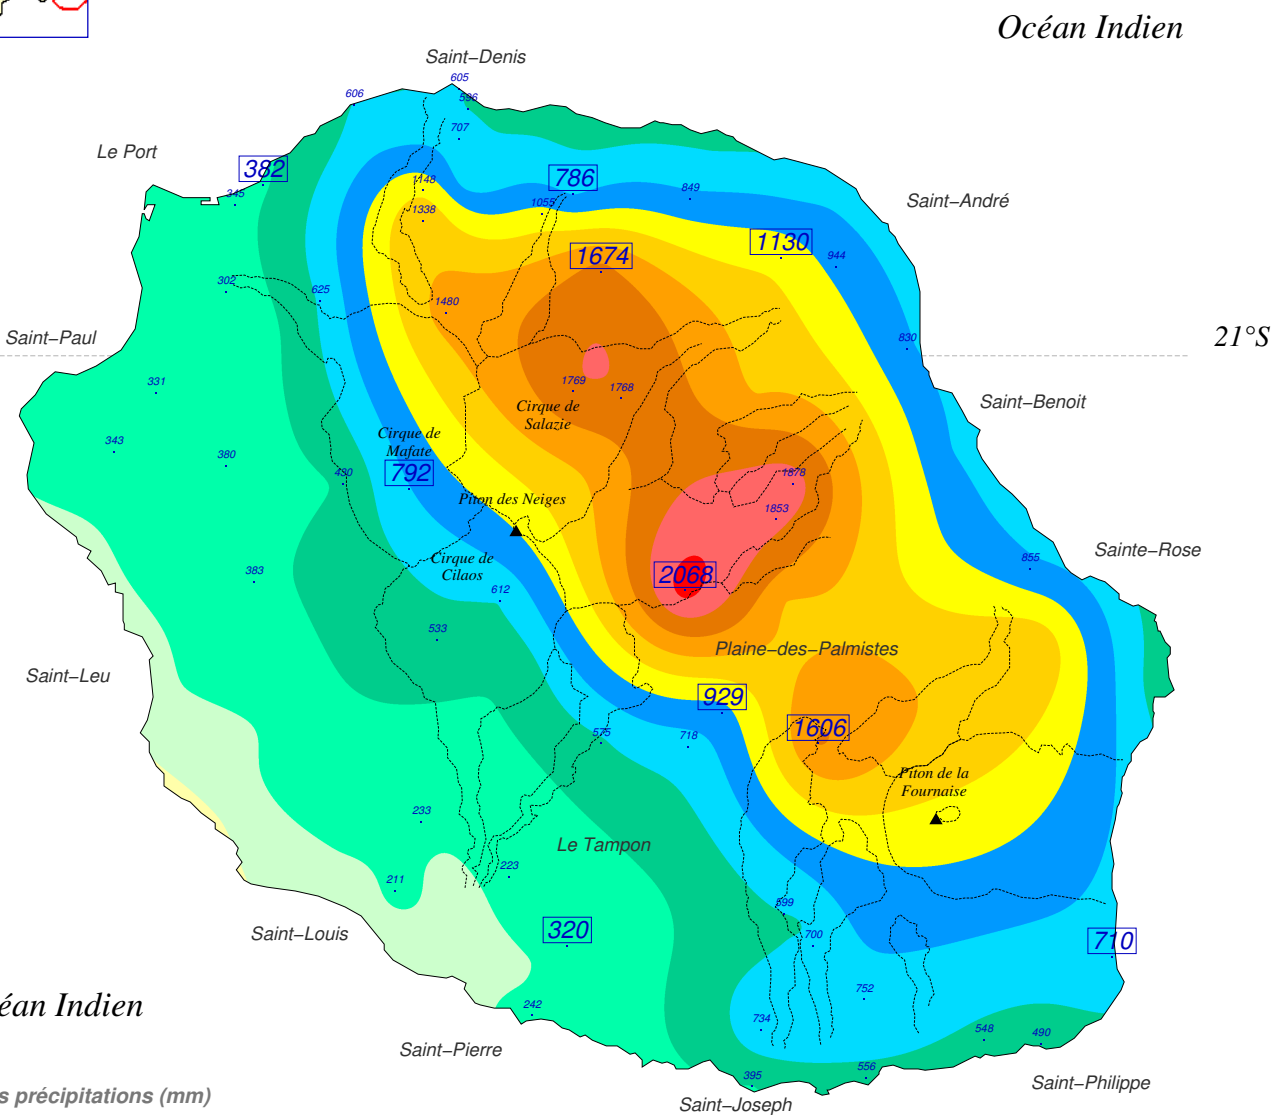 Océan Indien
Saint−Denis
605
606
596
707
Le Port
382
345
1148
786
849
1055
1338
Saint−André
1130
1674
944
302
625
1480
Saint−Paul
830
21°S
331
1769
1768
Cirque de
Salazie
Saint−Benoit
343
380
Cirque de
Mafate
430
792
1878
Piton des Neiges
1853
855
Sainte−Rose
Cirque de
Cilaos
383
612
2068
533
Plaine−des−Palmistes
Saint−Leu
929
575
718
1606
Piton de la
Fournaise
233
Le Tampon
223
211
599
Saint−Louis
320
700
710
752
éan Indien
242
734
548
490
Saint−Pierre
556
395
Saint−Philippe
s précipitations (mm)
Saint−Joseph